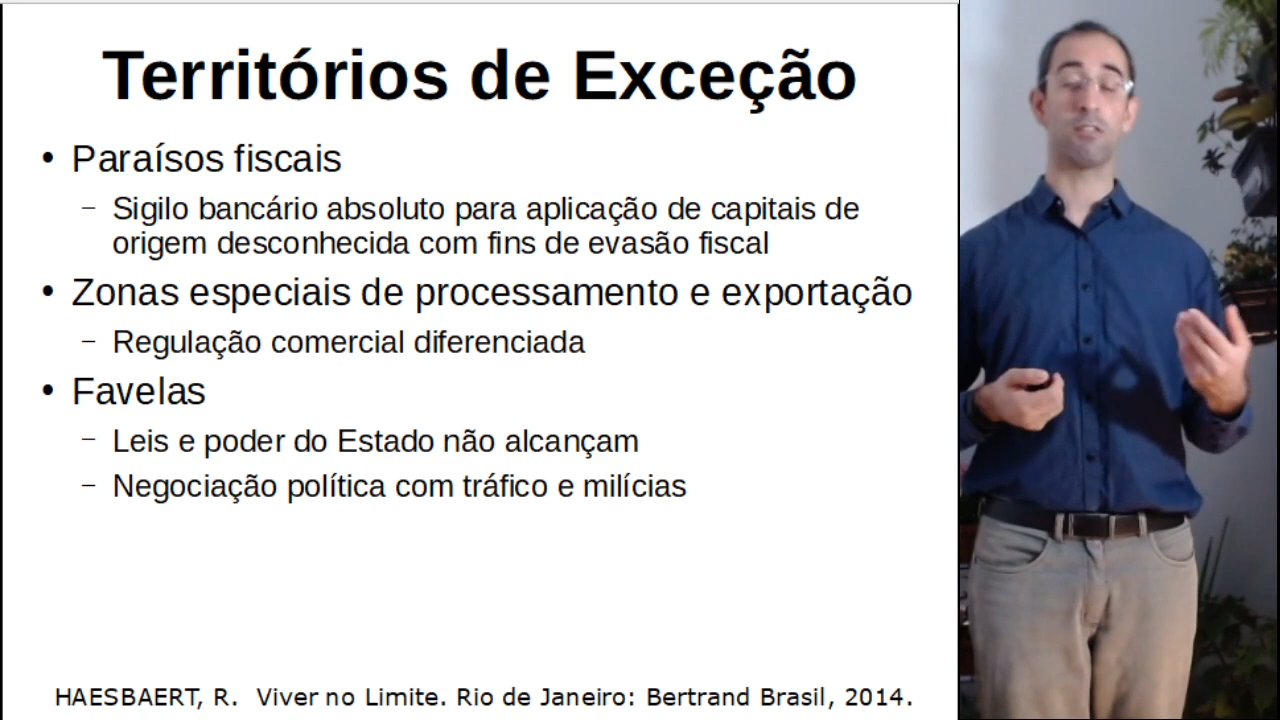 Territórios de Exceção
• Paraísos fiscais
– Sigilo bancário absoluto para aplicação de capitais de
origem desconhecida com fins de evasão fiscal
• Zonas especiais de processamento e exportação
– Regulação comercial diferenciada
• Favelas
– Leis e poder do Estado não alcançam
– Negociação política com tráfico e milícias
HAESBAERT, R. Viver no Limite. Rio de Janeiro: Bertrand Brasil, 2014.